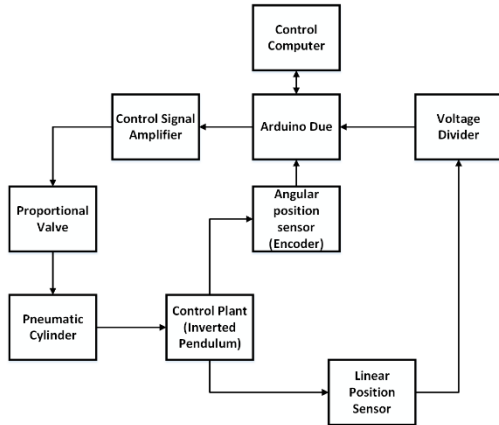 Control
Computer
Control Signal
Amplifier
Arduino Due
Voltage
Divider
Proportional
Valve
Angular
position
sensor
(Encoder)
Pneumatic
Cylinder
Control Plant
(Inverted
Pendulum)
Linear
Position
Sensor